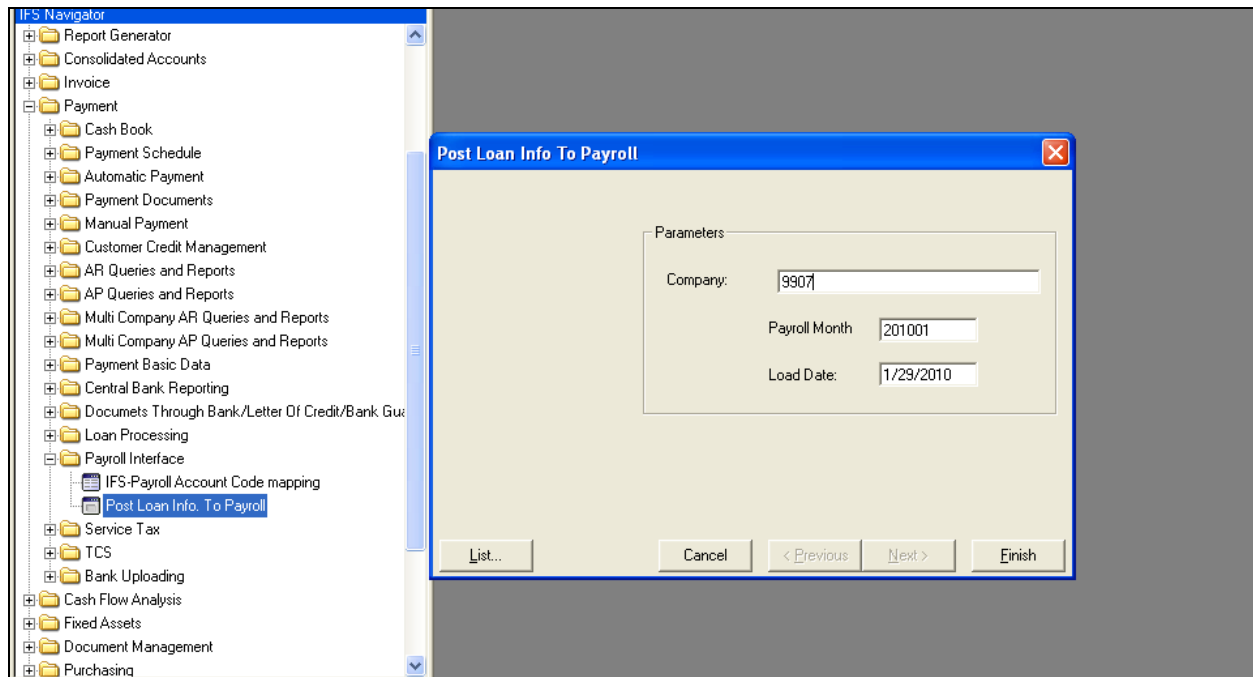 IFS Navigator
Report Generator
Consolidated Accounts
Invoice
Payment
Cash Book
Payment Schedule
Automatic Payment
Payment Documents
Manual Payment
Customer Credit Management
AR Queries and Reports
AP Queries and Reports
Multi Company AR Queries and Reports
Multi Company AP Queries and Reports
Payment Basic Data
Central Bank Reporting
Documets Through Bank/Letter Of Credit/Bank Gua
Loan Processing
Payroll Interface
IFS-Payroll Account Code mapping
Post Loan Info. To Payroll
Service Tax
TCS
Bank Uploading
Cash Flow Analysis
Fixed Assets
Document Management
Purchasing
Post Loan Info To Payroll
Parameters
Company: 9907
Payroll Month 201001
Load Date: 1/29/2010
List... Cancel < Previous Next > Finish